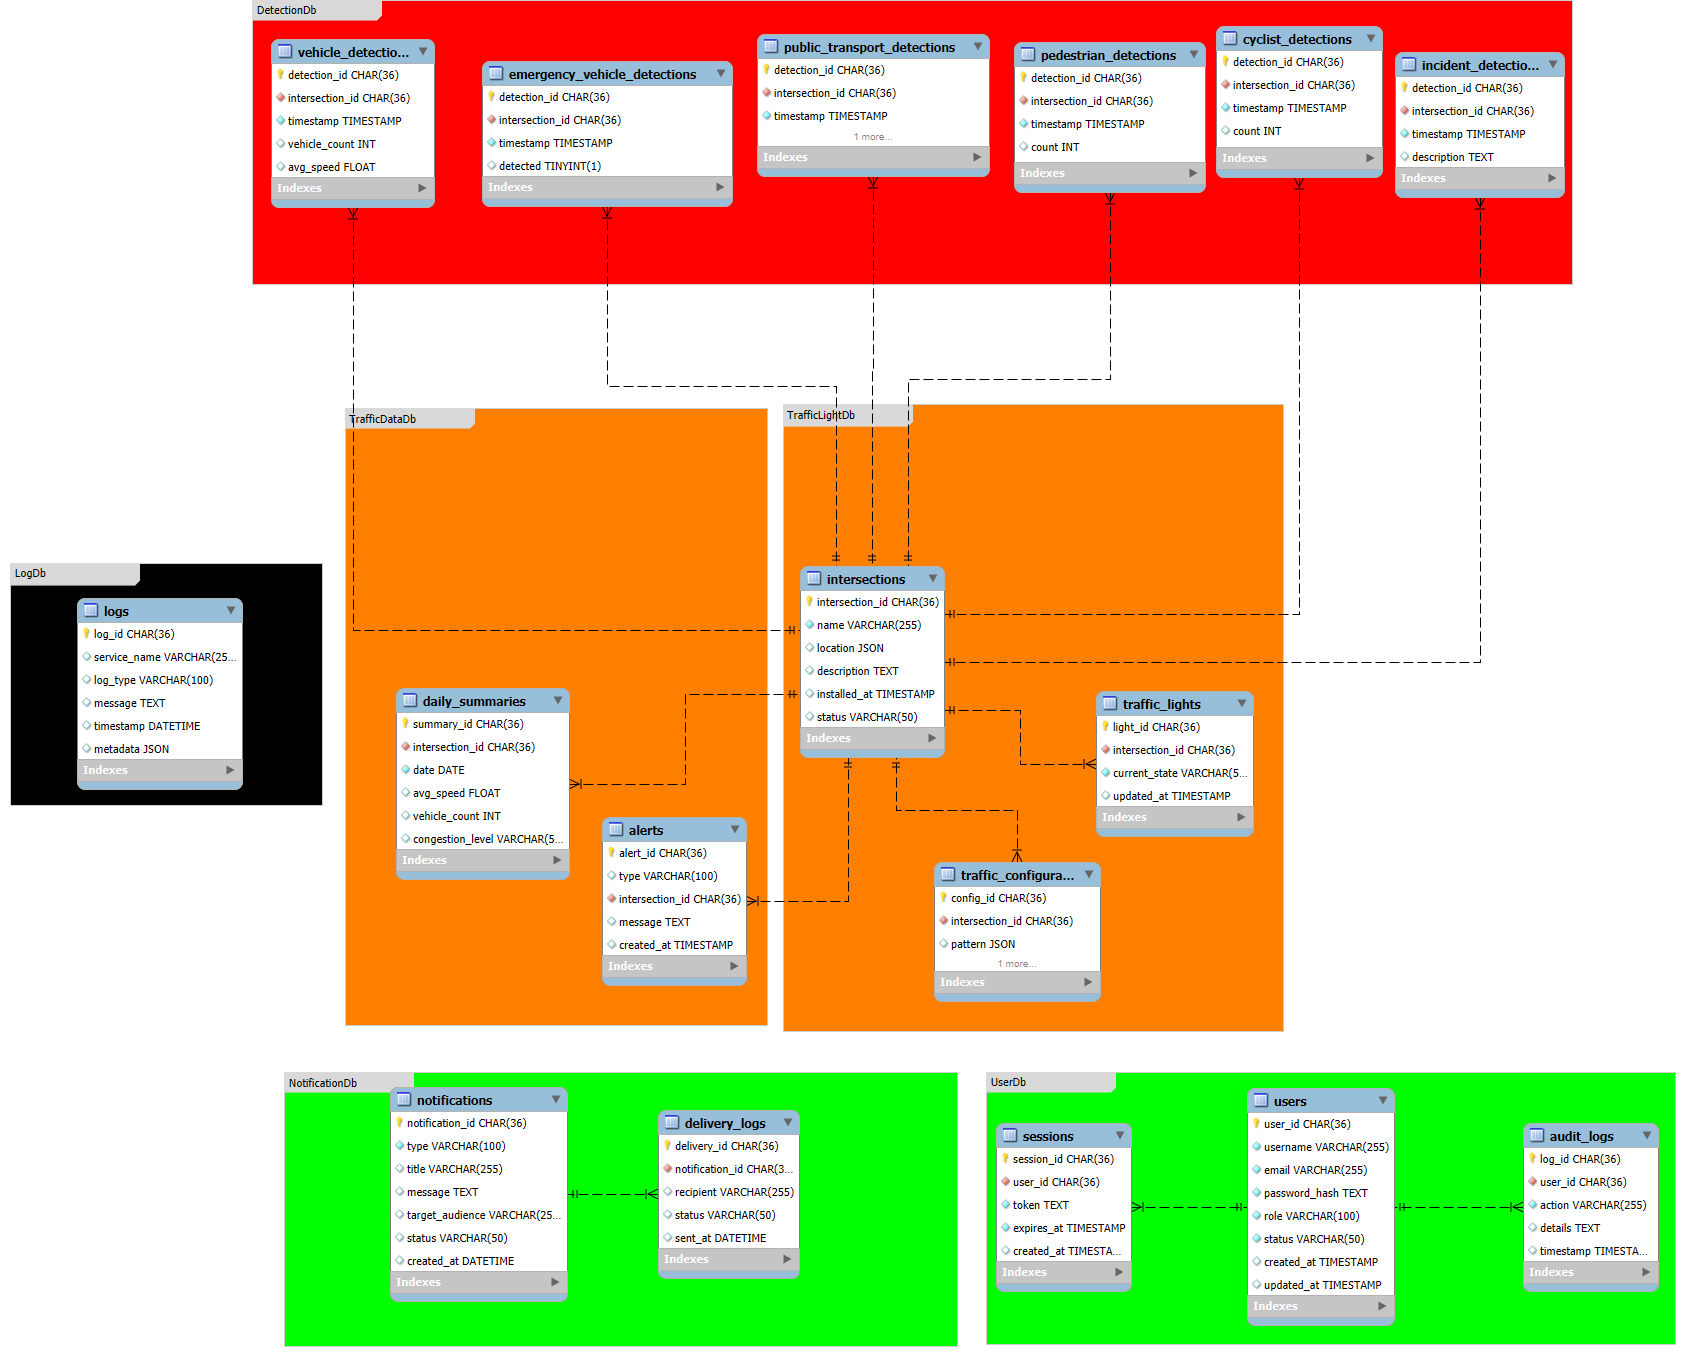 DetectionDb
vehicle_detectio...
detection_id CHAR(36)
intersection_id CHAR(36)
timestamp TIMESTAMP
vehicle_count INT
avg_speed FLOAT
Indexes
emergency_vehicle_detections
detection_id CHAR(36)
intersection_id CHAR(36)
timestamp TIMESTAMP
detected TINYINT(1)
Indexes
public_transport_detections
detection_id CHAR(36)
intersection_id CHAR(36)
timestamp TIMESTAMP
1 more...
Indexes
pedestrian_detections
detection_id CHAR(36)
intersection_id CHAR(36)
timestamp TIMESTAMP
count INT
Indexes
cyclist_detections
detection_id CHAR(36)
intersection_id CHAR(36)
timestamp TIMESTAMP
count INT
Indexes
incident_detectio...
detection_id CHAR(36)
intersection_id CHAR(36)
timestamp TIMESTAMP
description TEXT
Indexes
LogDb
logs
log_id CHAR(36)
service_name VARCHAR(25...
log_type VARCHAR(100)
message TEXT
timestamp DATETIME
metadata JSON
Indexes
TrafficDataDb
daily_summaries
summary_id CHAR(36)
intersection_id CHAR(36)
date DATE
avg_speed FLOAT
vehicle_count INT
congestion_level VARCHAR(5...
Indexes
alerts
alert_id CHAR(36)
type VARCHAR(100)
intersection_id CHAR(36)
message TEXT
created_at TIMESTAMP
Indexes
TrafficLightDb
intersections
intersection_id CHAR(36)
name VARCHAR(255)
location JSON
description TEXT
installed_at TIMESTAMP
status VARCHAR(50)
Indexes
traffic_lights
light_id CHAR(36)
intersection_id CHAR(36)
current_state VARCHAR(5...
updated_at TIMESTAMP
Indexes
traffic_configura...
config_id CHAR(36)
intersection_id CHAR(36)
pattern JSON
1 more...
Indexes
NotificationDb
notifications
notification_id CHAR(36)
type VARCHAR(100)
title VARCHAR(255)
message TEXT
target_audience VARCHAR(25...
status VARCHAR(50)
created_at DATETIME
Indexes
delivery_logs
delivery_id CHAR(36)
notification_id CHAR(3...
recipient VARCHAR(255)
status VARCHAR(50)
sent_at DATETIME
Indexes
UserDb
sessions
session_id CHAR(36)
user_id CHAR(36)
token TEXT
expires_at TIMESTAMP
created_at TIMESTA...
Indexes
users
user_id CHAR(36)
username VARCHAR(255)
email VARCHAR(255)
password_hash TEXT
role VARCHAR(100)
status VARCHAR(50)
created_at TIMESTAMP
updated_at TIMESTAMP
Indexes
audit_logs
log_id CHAR(36)
user_id CHAR(36)
action VARCHAR(255)
details TEXT
timestamp TIMESTA...
Indexes